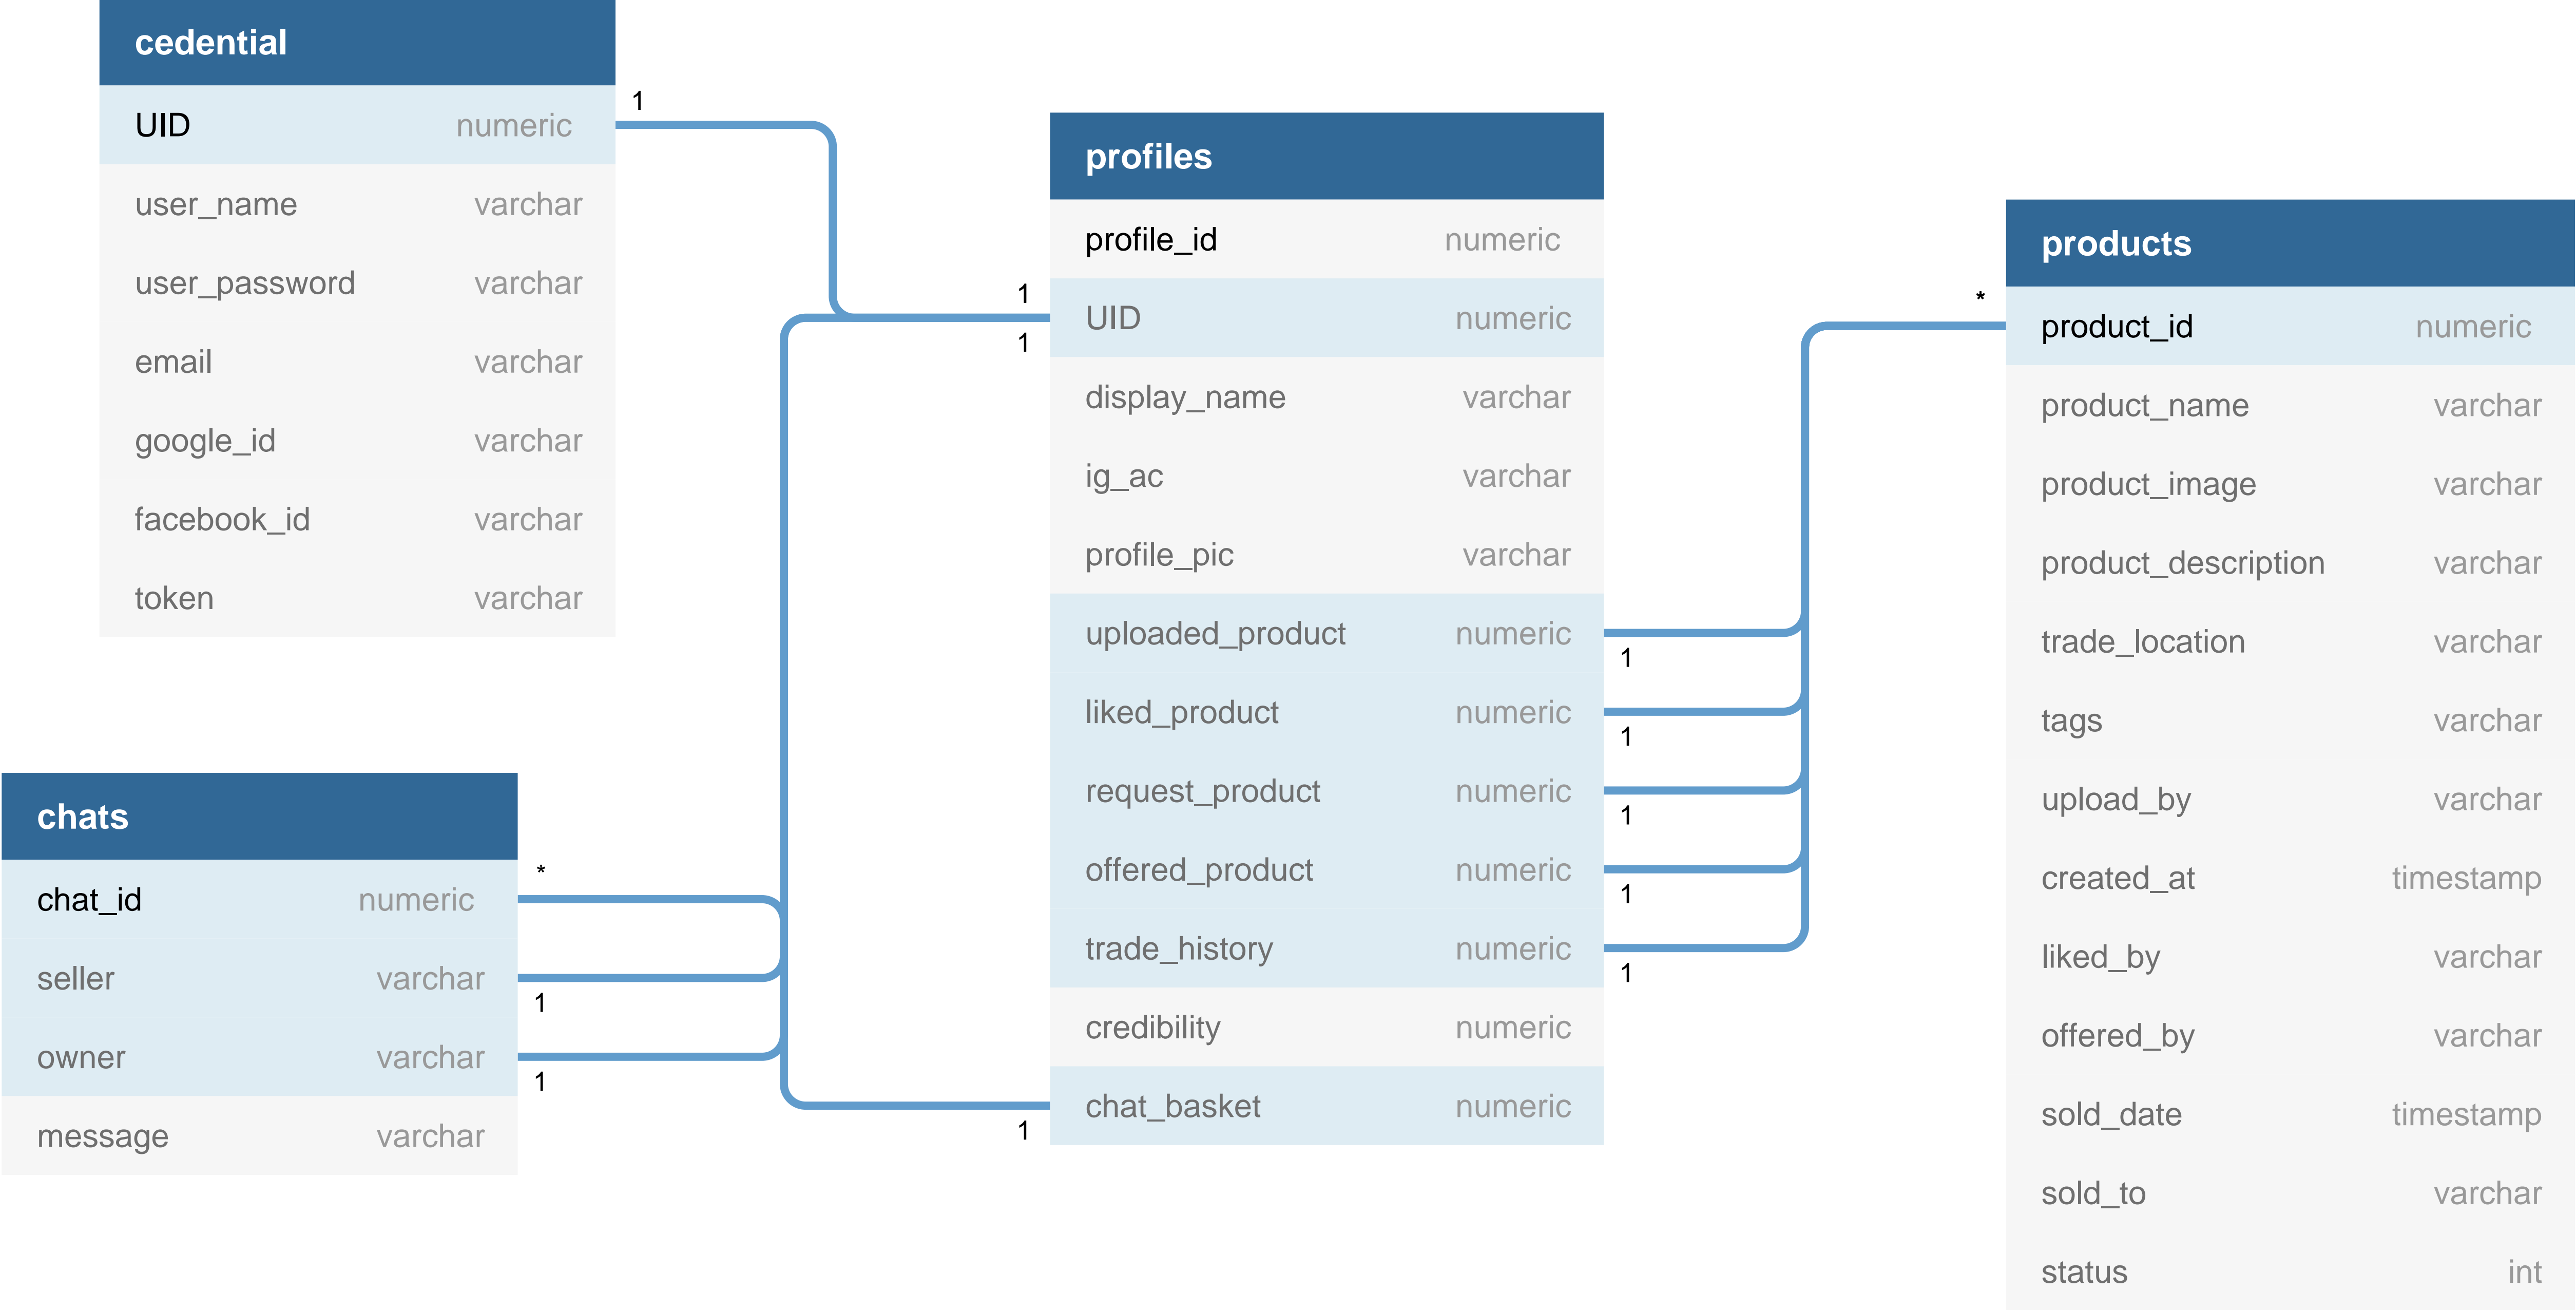 cedential
UID numeric
user_name varchar
user_password varchar
email varchar
google_id varchar
facebook_id varchar
token varchar
1
chats
chat_id numeric
seller varchar
owner varchar
message varchar
*
1
1
profiles
profile_id numeric
UID numeric
display_name varchar
ig_ac varchar
profile_pic varchar
uploaded_product numeric
liked_product numeric
request_product numeric
offered_product numeric
trade_history numeric
credibility numeric
chat_basket numeric
1
1
1
1
1
1
1
1
products
product_id numeric
product_name varchar
product_image varchar
product_description varchar
trade_location varchar
tags varchar
upload_by varchar
created_at timestamp
liked_by varchar
offered_by varchar
sold_date timestamp
sold_to varchar
status int
*